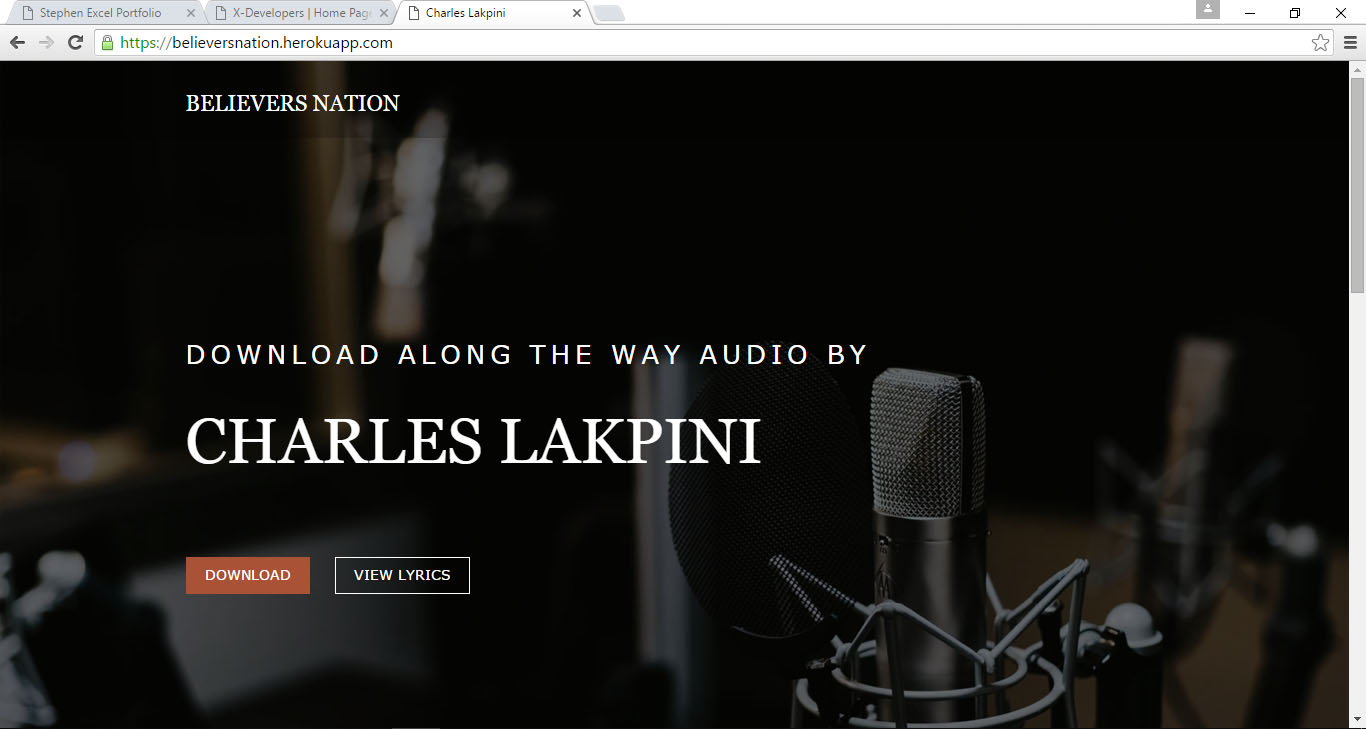 Stephen Excel Portfolio
X-Developers | Home Page
Charles Lakpini
https://believersnation.herokuapp.com
BELIEVERS NATION
DOWNLOAD ALONG THE WAY AUDIO BY
CHARLES LAKPINI
DOWNLOAD
VIEW LYRICS